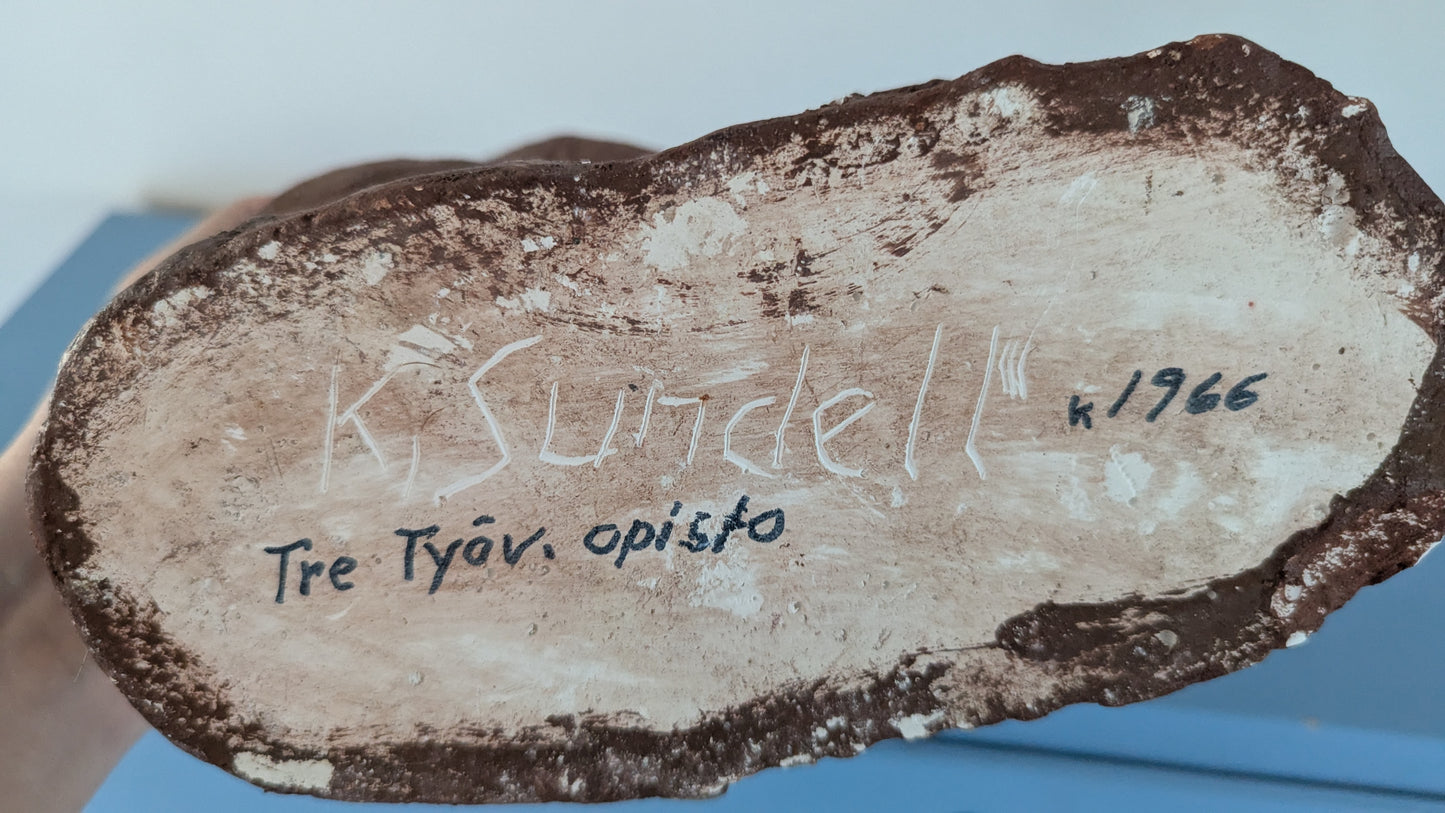 K. Sundell k 1966
Tre Työv. opisto